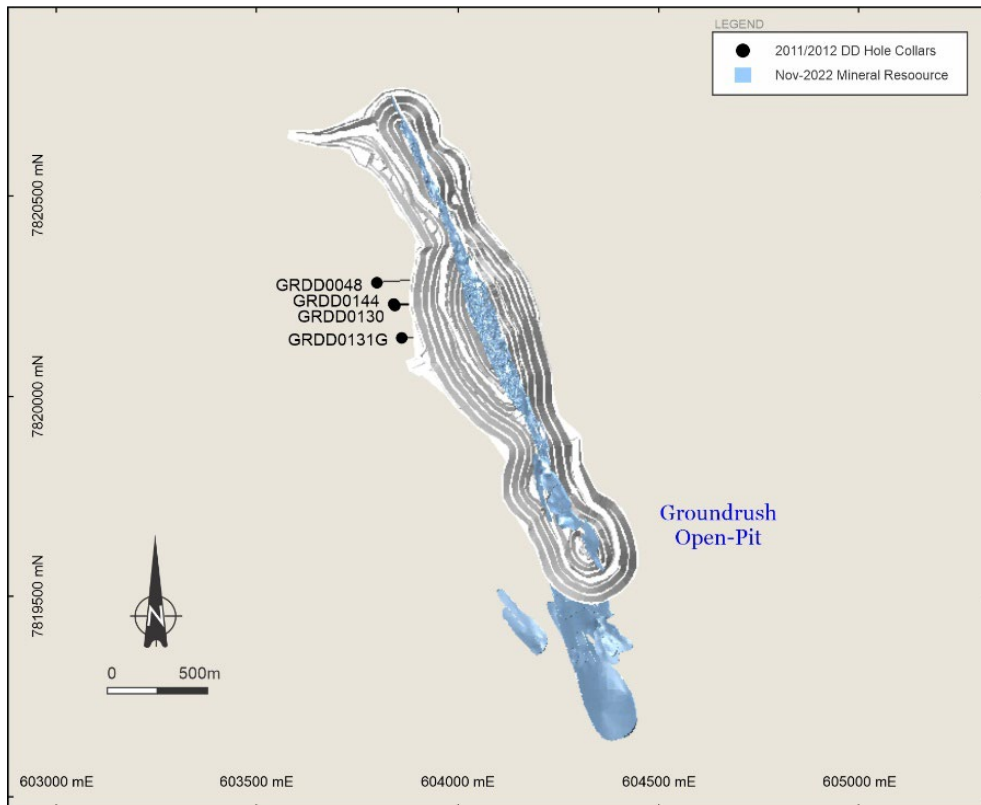 LEGEND
2011/2012 DD Hole Collars
Nov-2022 Mineral Resoource
7820500 mN
GRDD0048
GRDD0144
GRDD0130
GRDD0131G
7820000 mN
Groundrush
Open-Pit
7819500 mN
N
0 500m
603000 mE 603500 mE 604000 mE 604500 mE 605000 mE